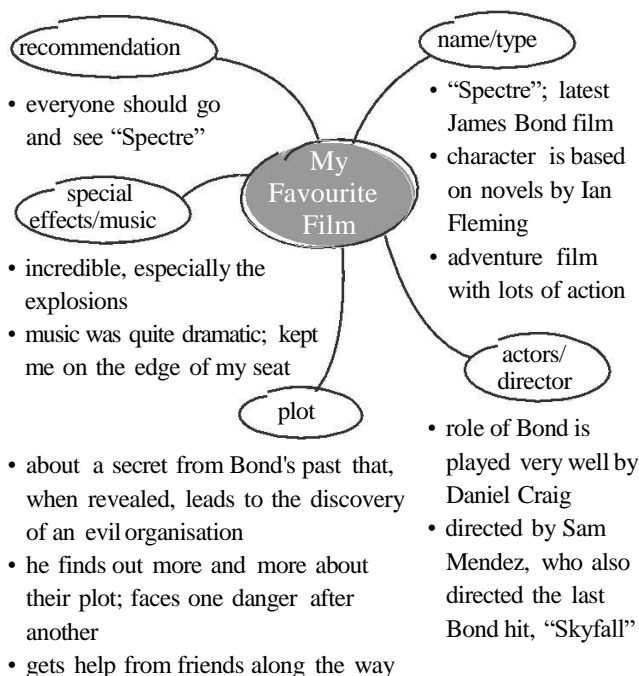 recommendation
• everyone should go
and see “Spectre”
special
effects/music
• incredible, especially the
explosions
• music was quite dramatic; kept
me on the edge of my seat
My
Favourite
Film
name/type
• “Spectre”; latest
James Bond film
• character is based
on novels by Ian
Fleming
• adventure film
with lots of action
actors/
director
• role of Bond is
played very well by
Daniel Craig
• directed by Sam
Mendez, who also
directed the last
Bond hit, “Skyfall”
plot
• about a secret from Bond's past that,
when revealed, leads to the discovery
of an evil organisation
• he finds out more and more about
their plot; faces one danger after
another
• gets help from friends along the way